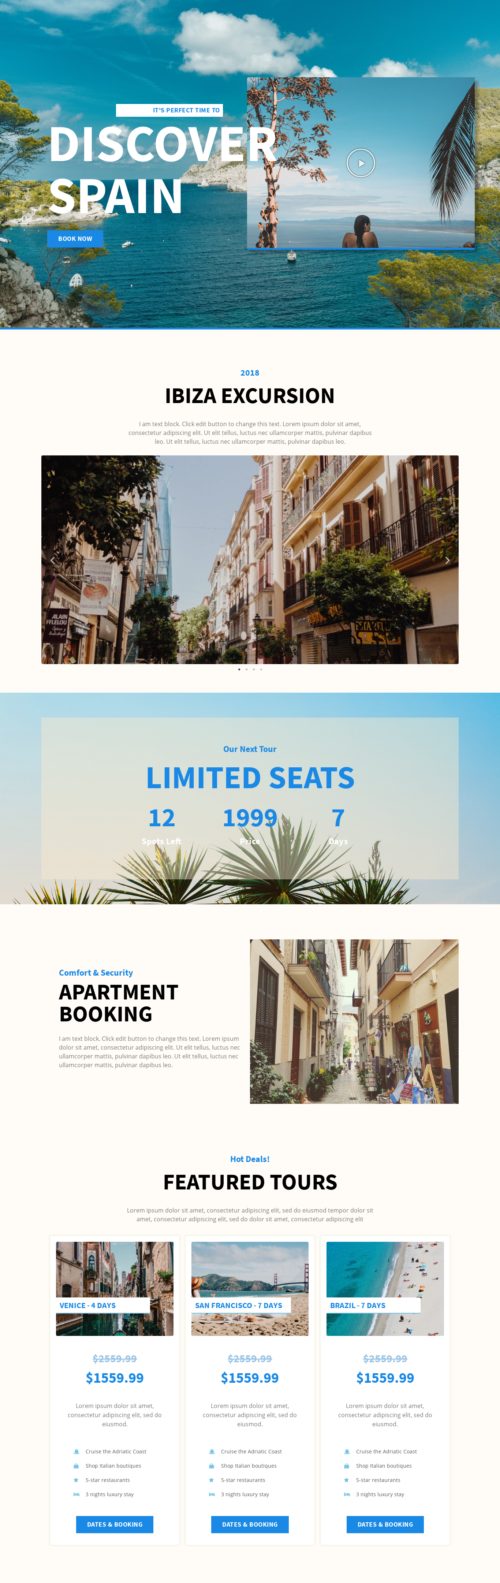 IT'S PERFECT TIME TO
DISCOVER
SPAIN
BOOK NOW
2018
IBIZA EXCURSION
I am text block. Click edit button to change this text. Lorem ipsum dolor sit amet,
consectetur adipiscing elit. Ut elit tellus, luctus nec ullamcorper mattis, pulvinar dapibus
leo. Ut elit tellus, luctus nec ullamcorper mattis, pulvinar dapibus leo.
Our Next Tour
LIMITED SEATS
12 1999 7
Spots Left Price Days
Comfort & Security
APARTMENT
BOOKING
I am text block. Click edit button to change this text. Lorem ipsum
dolor sit amet, consectetur adipiscing elit. Ut elit tellus, luctus nec
ullamcorper mattis, pulvinar dapibus leo. Ut elit tellus, luctus nec
ullamcorper mattis, pulvinar dapibus leo.
Hot Deals!
FEATURED TOURS
Lorem ipsum dolor sit amet, consectetur adipiscing elit, sed do eiusmod tempor dolor sit
amet, consectetur adipiscing elit, sed do dolor sit amet, consectetur adipiscing elit
VENICE - 4 DAYS
$2559.99
$1559.99
Lorem ipsum dolor sit amet,
consectetur adipiscing elit, sed do
eiusmod.
Cruise the Adriatic Coast
Shop Italian boutiques
5-star restaurants
3 nights luxury stay
DATES & BOOKING
SAN FRANCISCO - 7 DAYS
$2559.99
$1559.99
Lorem ipsum dolor sit amet,
consectetur adipiscing elit, sed do
eiusmod.
Cruise the Adriatic Coast
Shop Italian boutiques
5-star restaurants
3 nights luxury stay
DATES & BOOKING
BRAZIL - 7 DAYS
$2559.99
$1559.99
Lorem ipsum dolor sit amet,
consectetur adipiscing elit, sed do
eiusmod.
Cruise the Adriatic Coast
Shop Italian boutiques
5-star restaurants
3 nights luxury stay
DATES & BOOKING